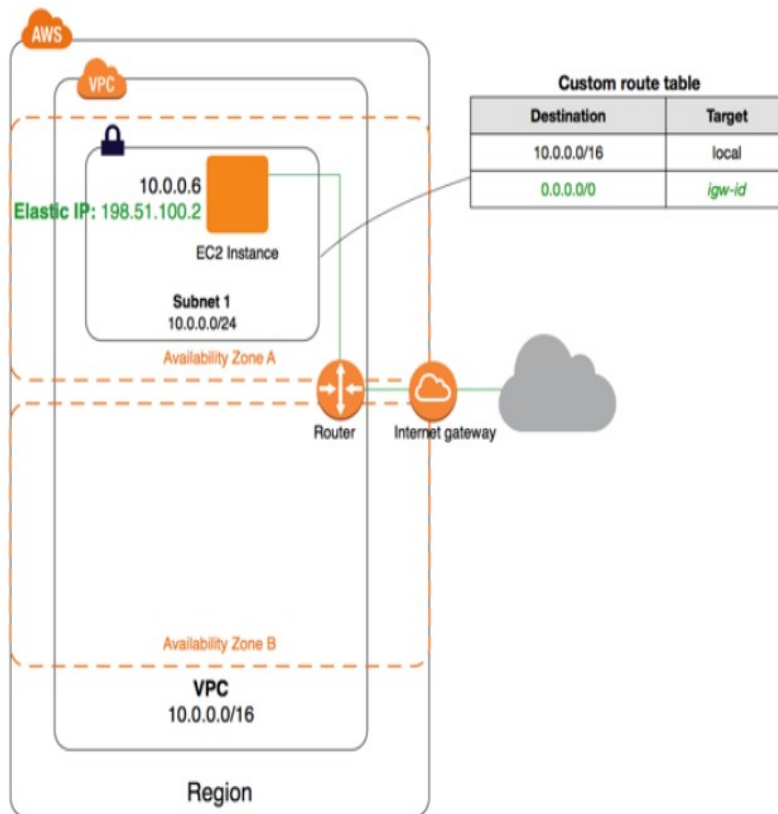 AWS
VPC
Custom route table
Destination Target
10.0.0.0/16 local
0.0.0.0/0 igw-id
10.0.0.6
Elastic IP: 198.51.100.2
EC2 Instance
Subnet 1
10.0.0.0/24
Availability Zone A
Router
Internet gateway
Availability Zone B
VPC
10.0.0.0/16
Region